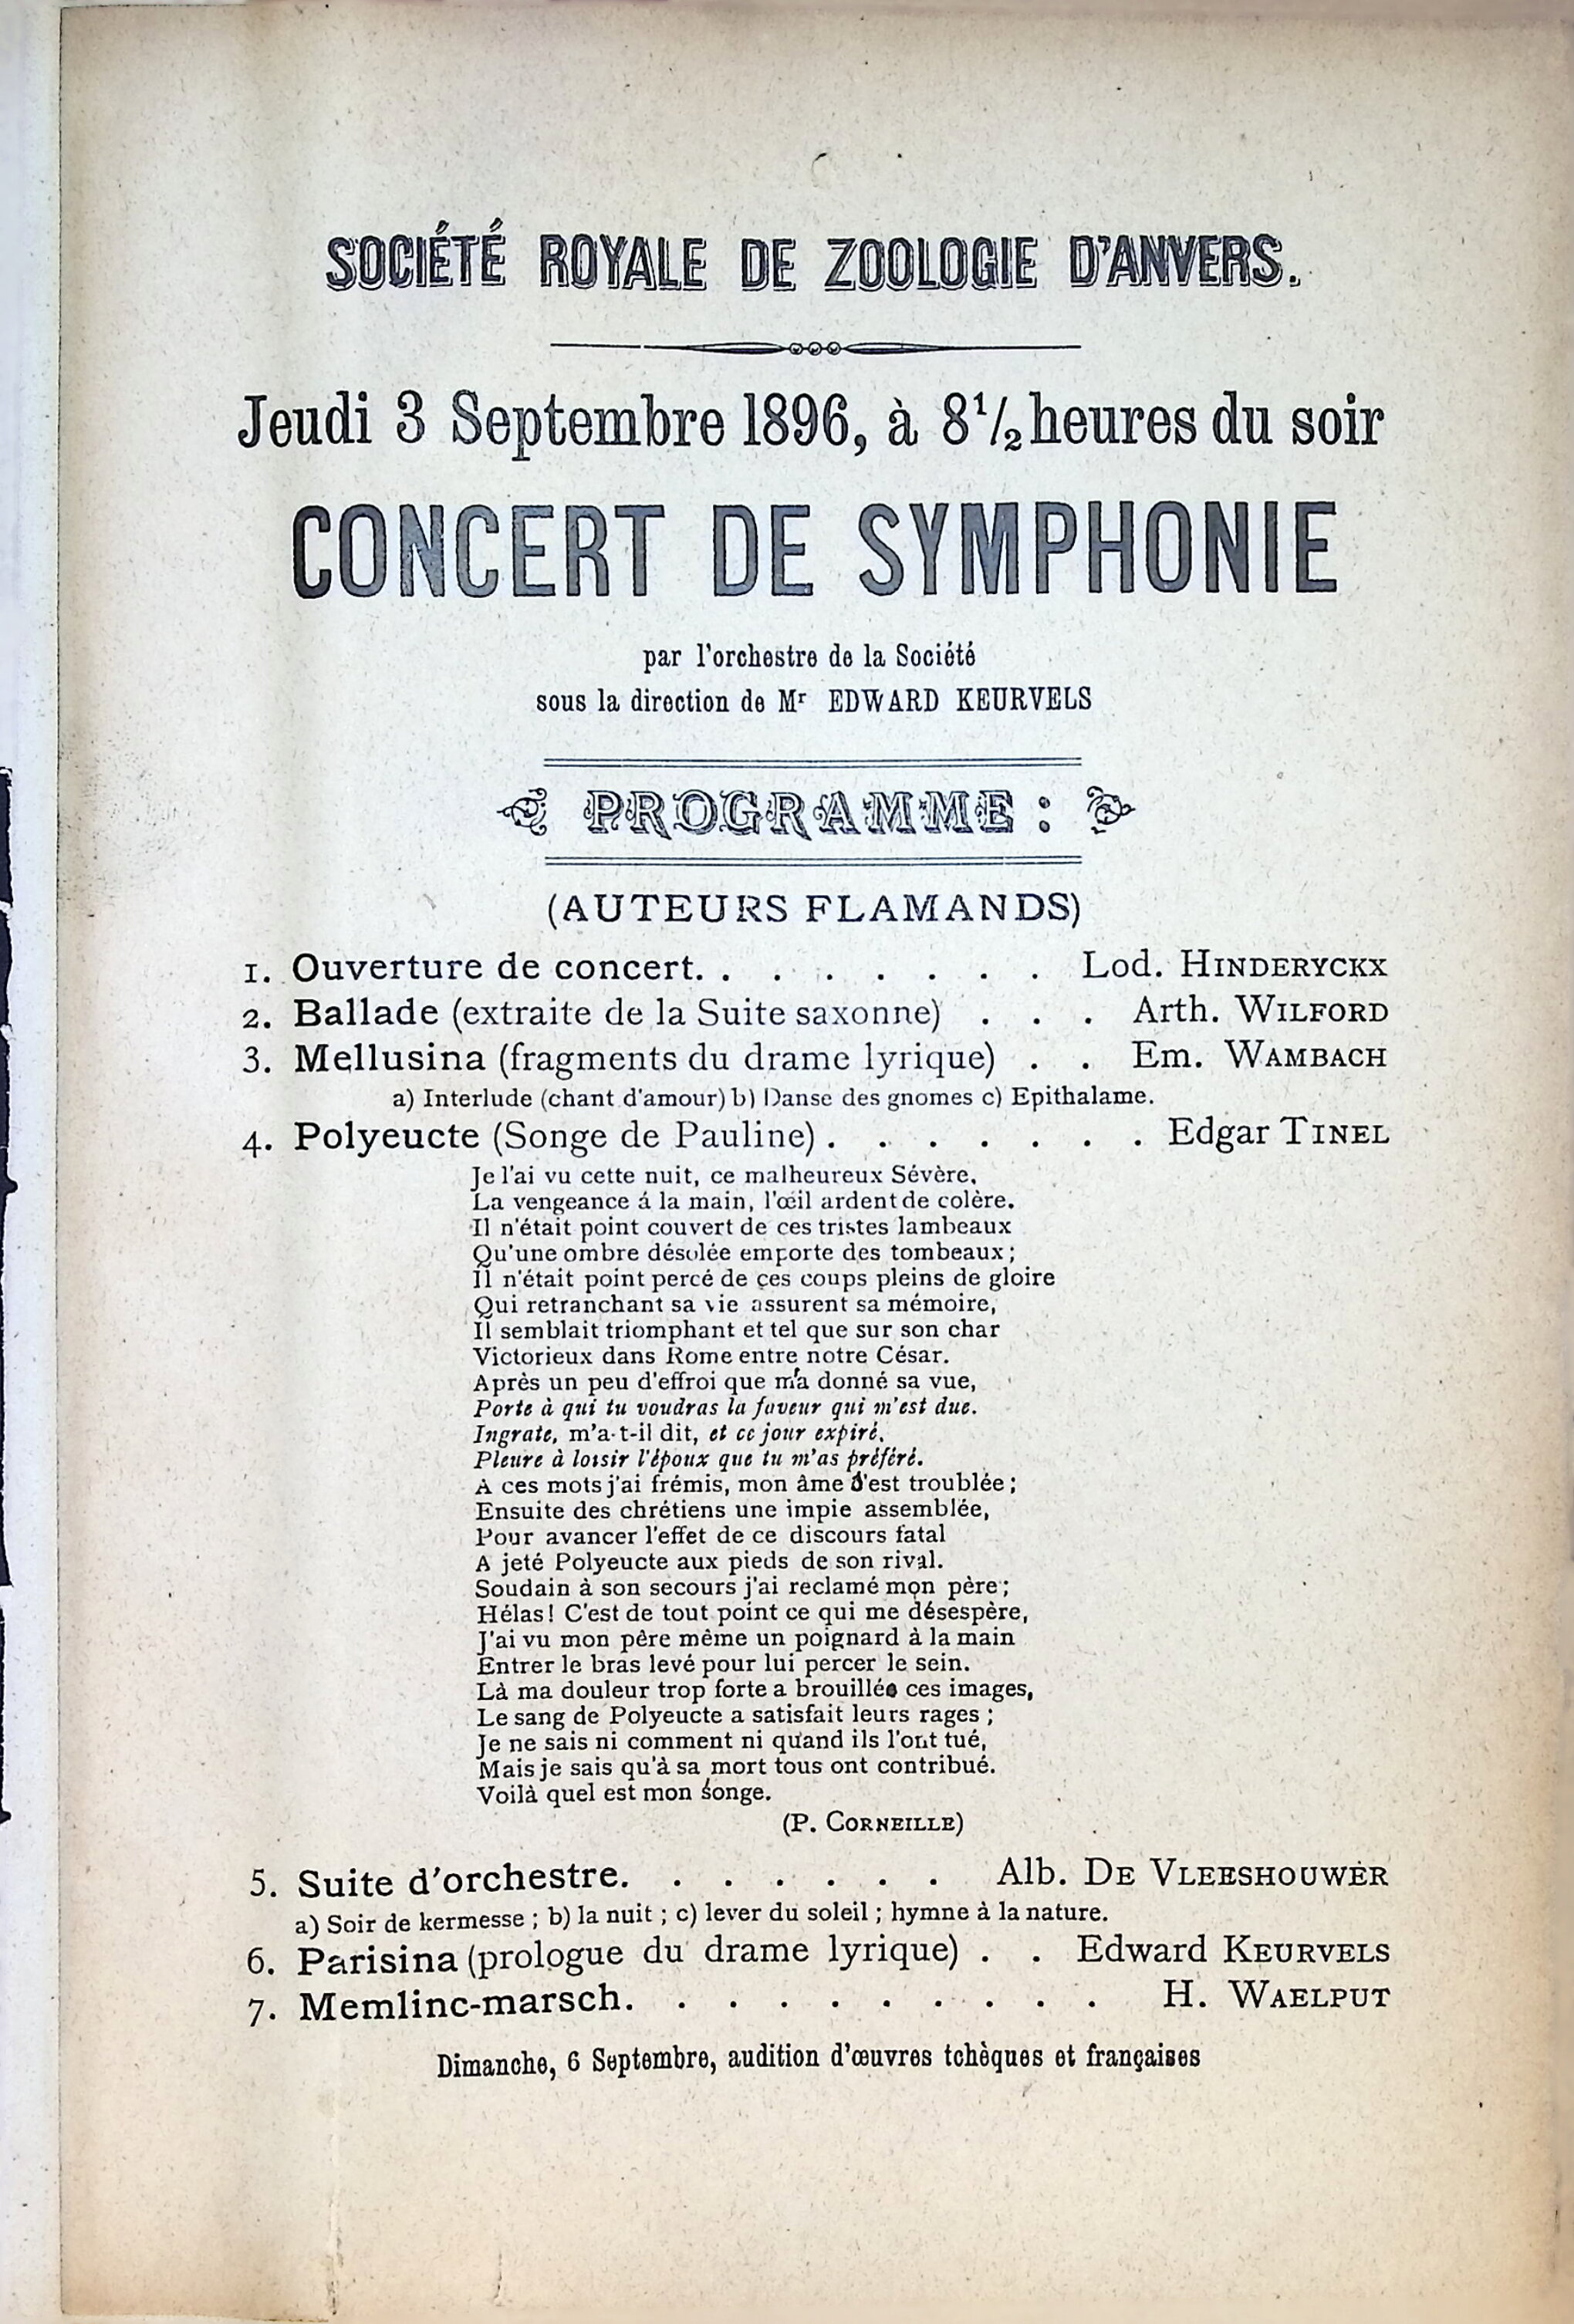 SOCIÉTÉ ROYALE DE ZOOLOGIE D'ANVERS.
Jeudi 3 Septembre 1896, à 8 1/2 heures du soir
CONCERT DE SYMPHONIE
par l'orchestre de la Société
sous la direction de Mr EDWARD KEURVELS
PROGRAMME :
(AUTEURS FLAMANDS)
1. Ouverture de concert. . . . . . . . Lod. HINDERYCKX
2. Ballade (extraite de la Suite saxonne) . . . Arth. WILFORD
3. Mellusina (fragments du drame lyrique) . . Em. WAMBACH
a) Interlude (chant d'amour) b) Danse des gnomes c) Epithalame.
4. Polyeucte (Songe de Pauline) . . . . . . . Edgar TINEL
Je l'ai vu cette nuit, ce malheureux Sévère,
La vengeance á la main, l'œil ardent de colère.
Il n'était point couvert de ces tristes lambeaux
Qu'une ombre désolée emporte des tombeaux ;
Il n'était point percé de ces coups pleins de gloire
Qui retranchant sa vie assurent sa mémoire,
Il semblait triomphant et tel que sur son char
Victorieux dans Rome entre notre César.
Après un peu d'effroi que m'a donné sa vue,
Porte à qui tu voudras la faveur qui m'est due.
Ingrate, m'a-t-il dit, et ce jour expiré,
Pleure à loisir l'époux que tu m'as préféré.
A ces mots j'ai frémis, mon âme s'est troublée ;
Ensuite des chrétiens une impie assemblée,
Pour avancer l'effet de ce discours fatal
A jeté Polyeucte aux pieds de son rival.
Soudain à son secours j'ai reclamé mon père ;
Hélas ! C'est de tout point ce qui me désespère,
J'ai vu mon pêre même un poignard à la main
Entrer le bras levé pour lui percer le sein.
Là ma douleur trop forte a brouillée ces images,
Le sang de Polyeucte a satisfait leurs rages ;
Je ne sais ni comment ni quand ils l'ont tué,
Mais je sais qu'à sa mort tous ont contribué.
Voilà quel est mon songe.
(P. CORNEILLE)
5. Suite d'orchestre. . . . . . . Alb. DE VLEESHOUWER
a) Soir de kermesse ; b) la nuit ; c) lever du soleil ; hymne à la nature.
6. Parisina (prologue du drame lyrique) . . Edward KEURVELS
7. Memlinc-marsch. . . . . . . . . . H. WAELPUT
Dimanche, 6 Septembre, audition d'œuvres tchèques et françaises